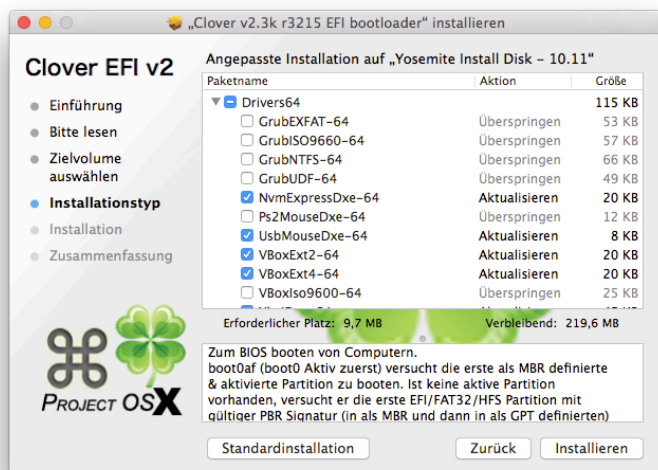 „Clover v2.3k r3215 EFI bootloader“ installieren
Clover EFI v2
Einführung
Bitte lesen
Zielvolume
auswählen
Installationstyp
Installation
Zusammenfassung
PROJECT OSX
Angepasste Installation auf „Yosemite Install Disk – 10.11“
Paketname Aktion Größe
Drivers64 115 KB
GrubEXFAT-64 Überspringen 53 KB
GrubISO9660-64 Überspringen 57 KB
GrubNTFS-64 Überspringen 66 KB
GrubUDF-64 Überspringen 49 KB
NvmExpressDxe-64 Aktualisieren 20 KB
Ps2MouseDxe-64 Überspringen 12 KB
UsbMouseDxe-64 Aktualisieren 8 KB
VBoxExt2-64 Aktualisieren 20 KB
VBoxExt4-64 Aktualisieren 20 KB
VBoxIso9600-64 Überspringen 25 KB
Erforderlicher Platz: 9,7 MB Verbleibend: 219,6 MB
Zum BIOS booten von Computern.
boot0af (boot0 Aktiv zuerst) versucht die erste als MBR definierte
& aktivierte Partition zu booten. Ist keine aktive Partition
vorhanden, versucht er die erste EFI/FAT32/HFS Partition mit
gültiger PBR Signatur (in als MBR und dann in als GPT definierten)
Standardinstallation Zurück Installieren